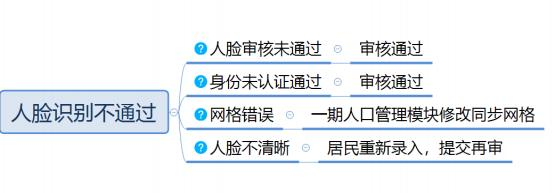 人脸识别不通过
人脸审核未通过 审核通过
身份未认证通过 审核通过
网格错误 一期人口管理模块修改同步网格
人脸不清晰 居民重新录入，提交再审